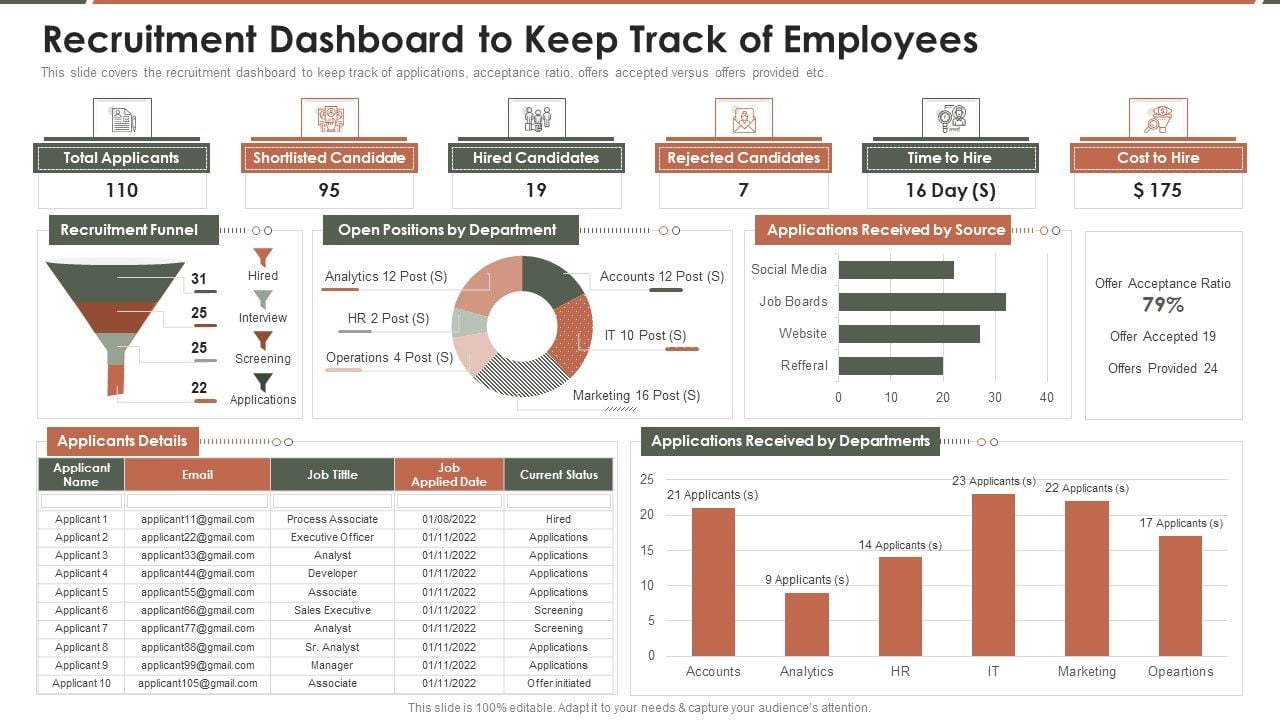 Recruitment Dashboard to Keep Track of Employees
This slide covers the recruitment dashboard to keep track of applications, acceptance ratio, offers accepted versus offers provided etc.
Total Applicants
110
Shortlisted Candidate
95
Hired Candidates
19
Rejected Candidates
7
Time to Hire
16 Day (S)
Cost to Hire
$ 175
Recruitment Funnel
31
25
25
22
Hired
Interview
Screening
Applications
Open Positions by Department
Analytics 12 Post (S)
HR 2 Post (S)
Operations 4 Post (S)
Accounts 12 Post (S)
IT 10 Post (S)
Marketing 16 Post (S)
Applications Received by Source
Social Media
Job Boards
Website
Refferal
0 10 20 30 40
Offer Acceptance Ratio
79%
Offer Accepted 19
Offers Provided 24
Applicants Details
Applicant Name Email Job Tittle Job Applied Date Current Status
Applicant 1 applicant11@gmail.com Process Associate 01/08/2022 Hired
Applicant 2 applicant22@gmail.com Executive Officer 01/11/2022 Applications
Applicant 3 applicant33@gmail.com Analyst 01/11/2022 Applications
Applicant 4 applicant44@gmail.com Developer 01/11/2022 Applications
Applicant 5 applicant55@gmail.com Associate 01/11/2022 Applications
Applicant 6 applicant66@gmail.com Sales Executive 01/11/2022 Screening
Applicant 7 applicant77@gmail.com Analyst 01/11/2022 Screening
Applicant 8 applicant88@gmail.com Sr. Analyst 01/11/2022 Applications
Applicant 9 applicant99@gmail.com Manager 01/11/2022 Applications
Applicant 10 applicant105@gmail.com Associate 01/11/2022 Offer initiated
Applications Received by Departments
25
20
15
10
5
0
21 Applicants (s)
9 Applicants (s)
14 Applicants (s)
23 Applicants (s)
22 Applicants (s)
17 Applicants (s)
Accounts Analytics HR IT Marketing Opeartions
This slide is 100% editable. Adapt it to your needs & capture your audience's attention.